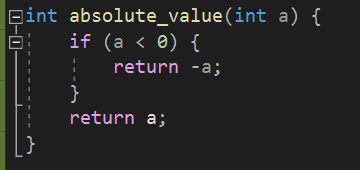 int absolute_value(int a) {
    if (a < 0) {
        return -a;
    }
    return a;
}